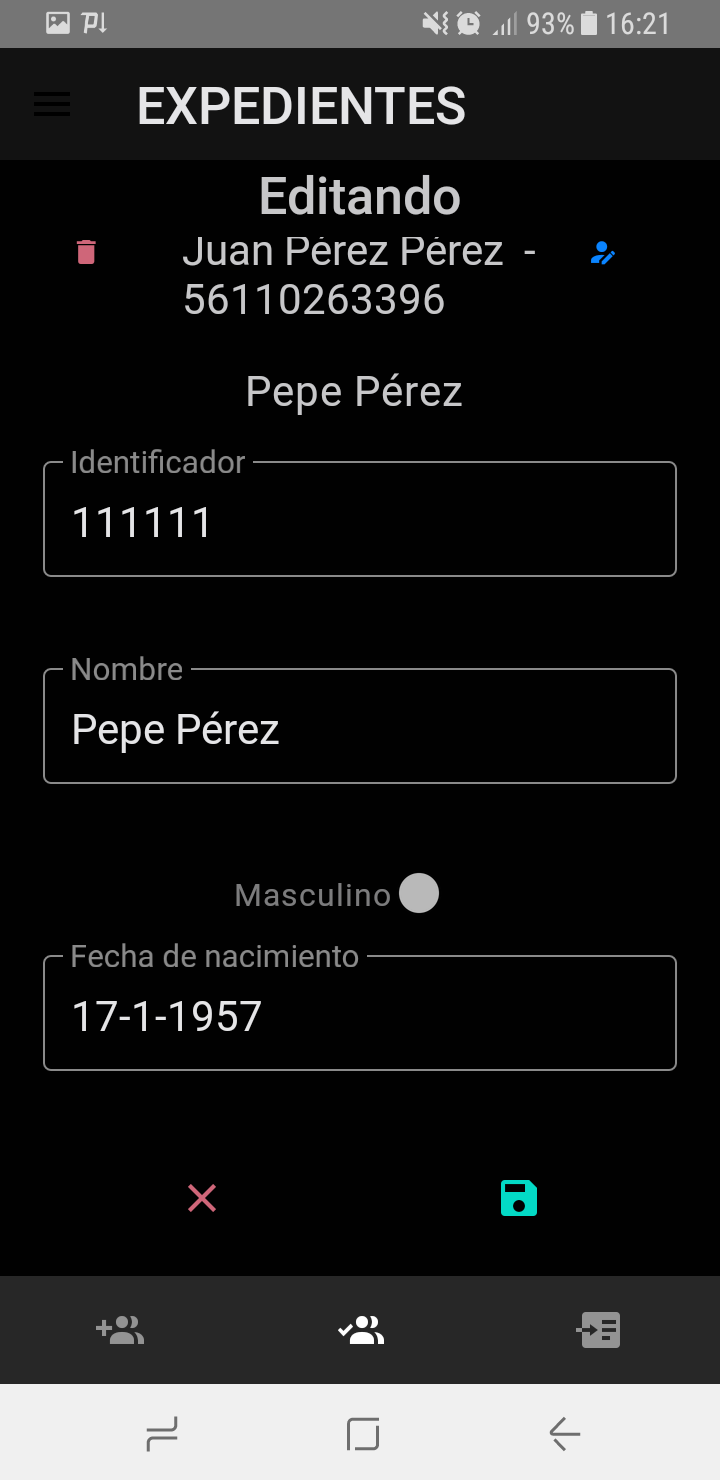 93% 16:21
EXPEDIENTES
Editando
Juan Pérez Pérez -
56110263396
Pepe Pérez
Identificador
111111
Nombre
Pepe Pérez
Masculino
Fecha de nacimiento
17-1-1957